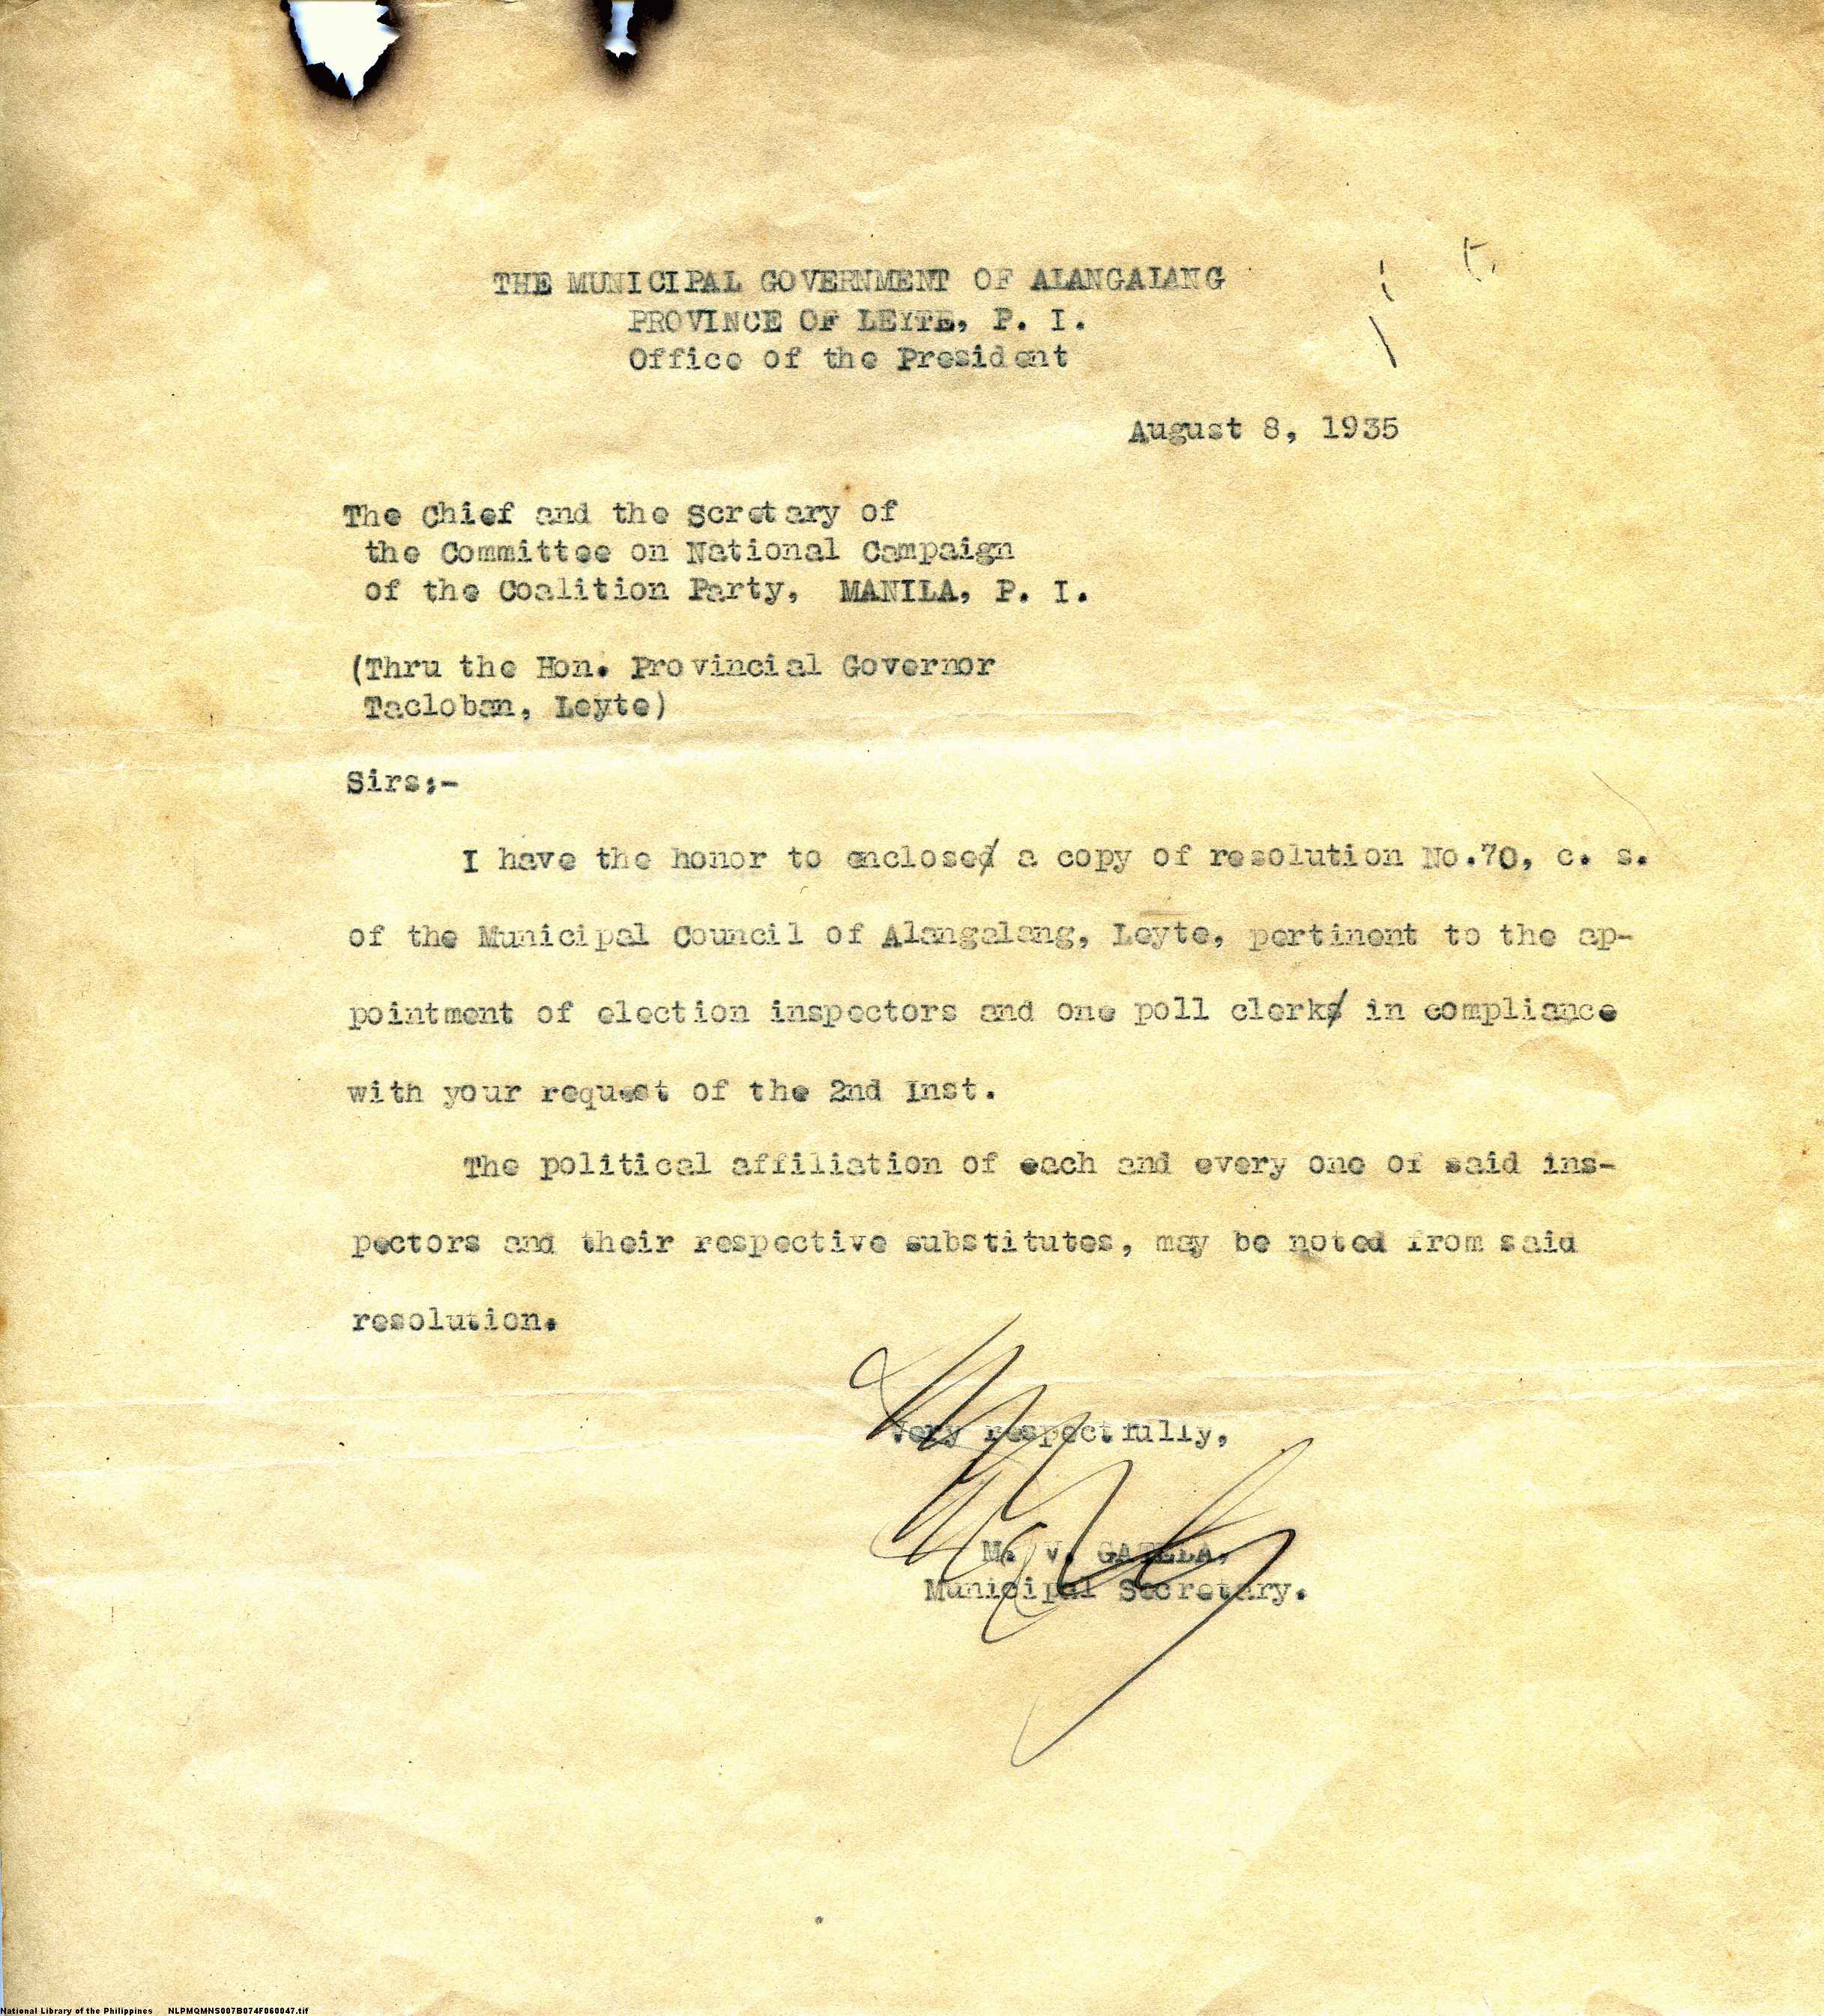 THE MUNICIPAL GOVERNMENT OF ALANGALANG
PROVINCE OF LEYTE, P. I.
Office of the President
August 8, 1935
The Chief and the Scretary of
the Committee on National Campaign
of the Coalition Party, MANILA, P. I.
(Thru the Hon. Provincial Governor
Tacloban, Leyte)
Sirs:-
I have the honor to enclose a copy of resolution No.70, c. s.
of the Municipal Council of Alangalang, Leyte, pertinent to the ap-
pointment of election inspectors and one poll clerk in compliance
with your request of the 2nd Inst.
The political affiliation of each and every one of said ins-
pectors and their respective substitutes, may be noted from said
resolution.
Very respectfully,
M. V.
Municipal Secretary.
National Library of the Philippines NLPMQMNS007B074F060047.tif